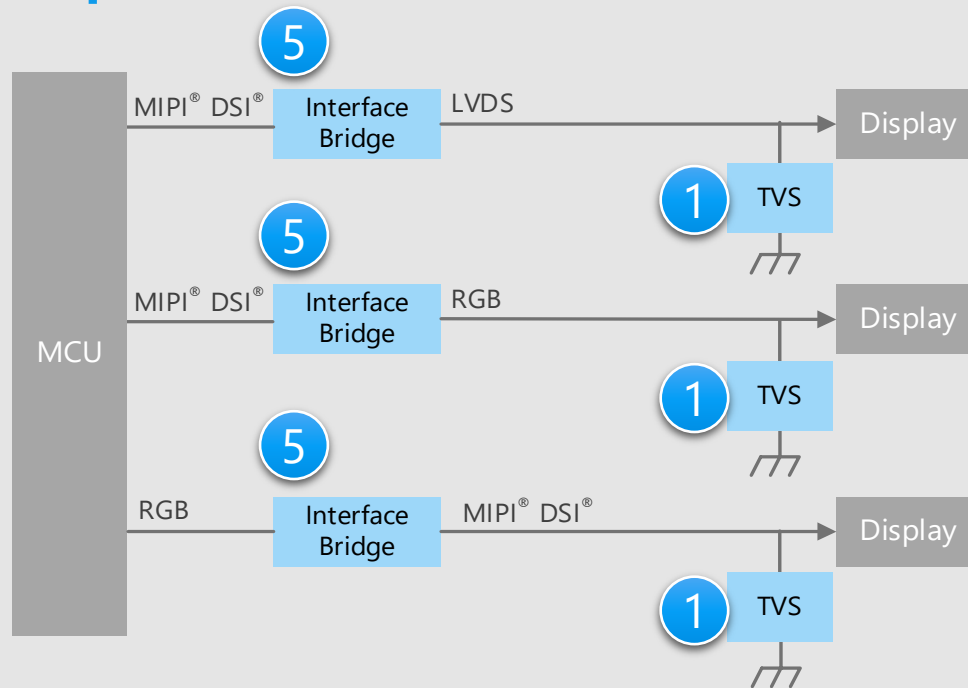 5
MIPI® DSI®
Interface
Bridge
LVDS
Display
1
TVS
5
MIPI® DSI®
Interface
Bridge
RGB
Display
MCU
1
TVS
5
RGB
Interface
Bridge
MIPI® DSI®
Display
1
TVS